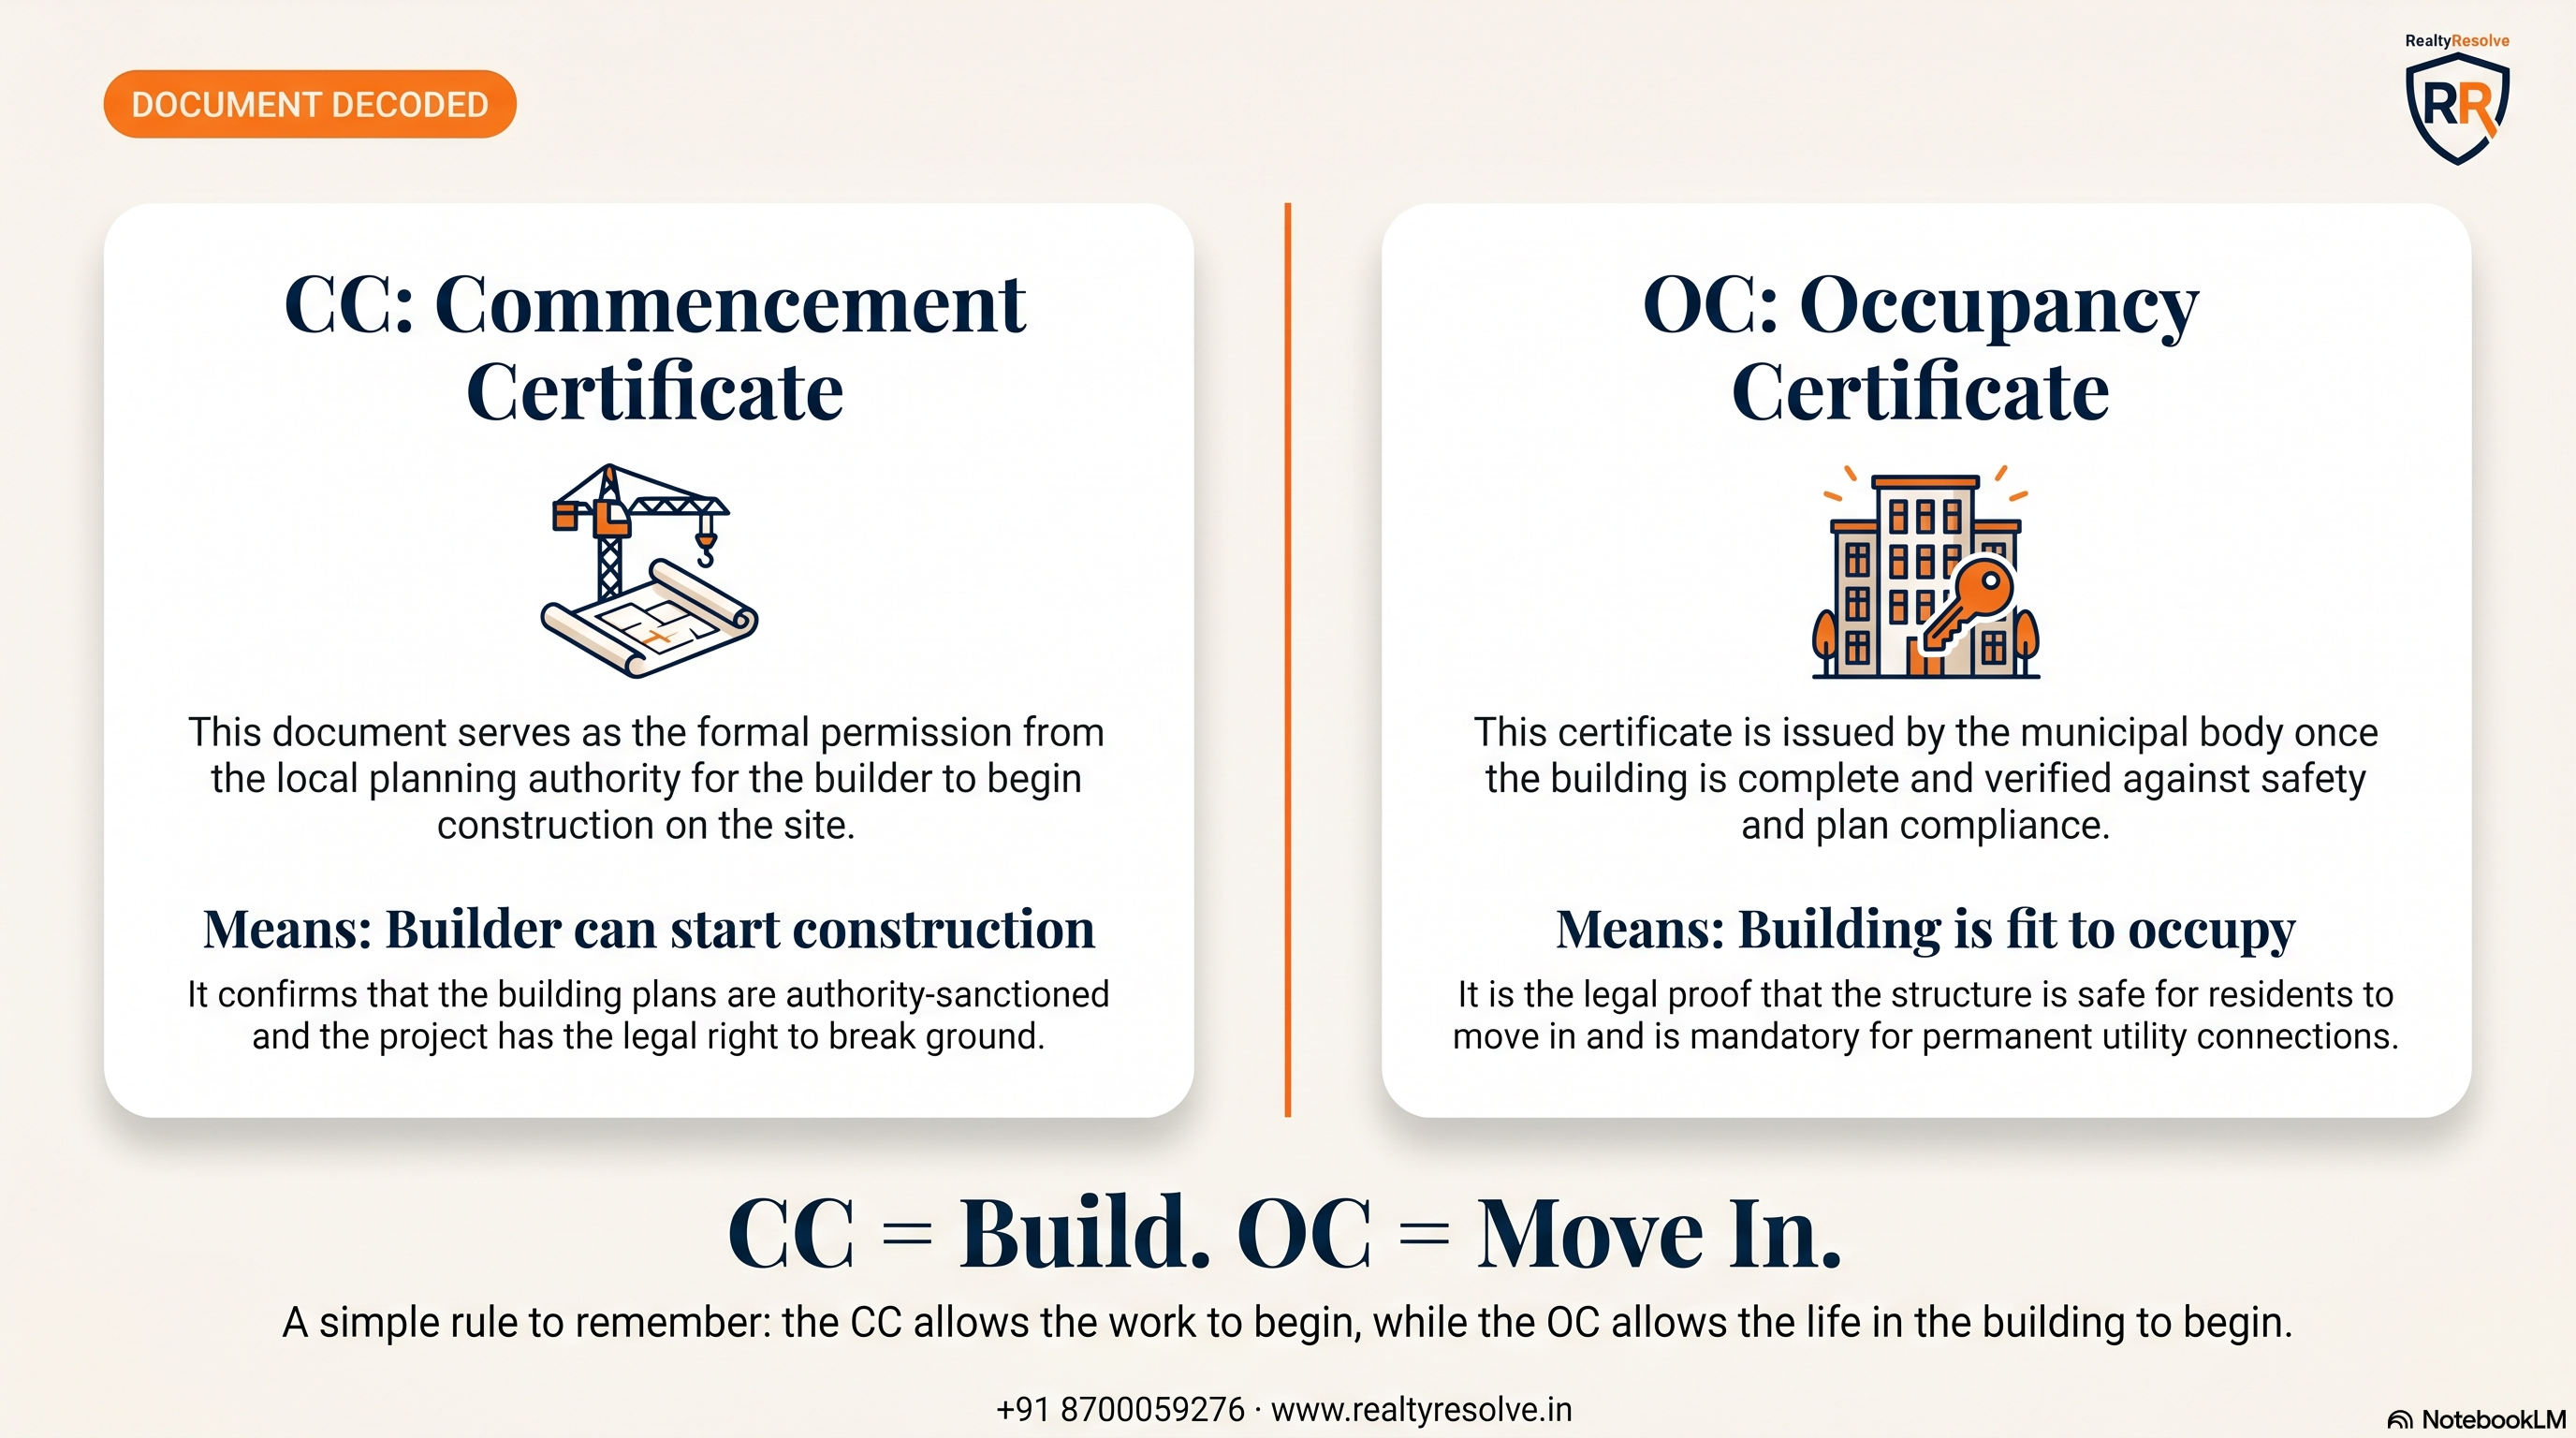 DOCUMENT DECODED
RealtyResolve
RR
CC: Commencement
Certificate
This document serves as the formal permission from
the local planning authority for the builder to begin
construction on the site.
Means: Builder can start construction
It confirms that the building plans are authority-sanctioned
and the project has the legal right to break ground.
OC: Occupancy
Certificate
This certificate is issued by the municipal body once
the building is complete and verified against safety
and plan compliance.
Means: Building is fit to occupy
It is the legal proof that the structure is safe for residents to
move in and is mandatory for permanent utility connections.
CC = Build. OC = Move In.
A simple rule to remember: the CC allows the work to begin, while the OC allows the life in the building to begin.
+91 8700059276 · www.realtyresolve.in
NotebookLM